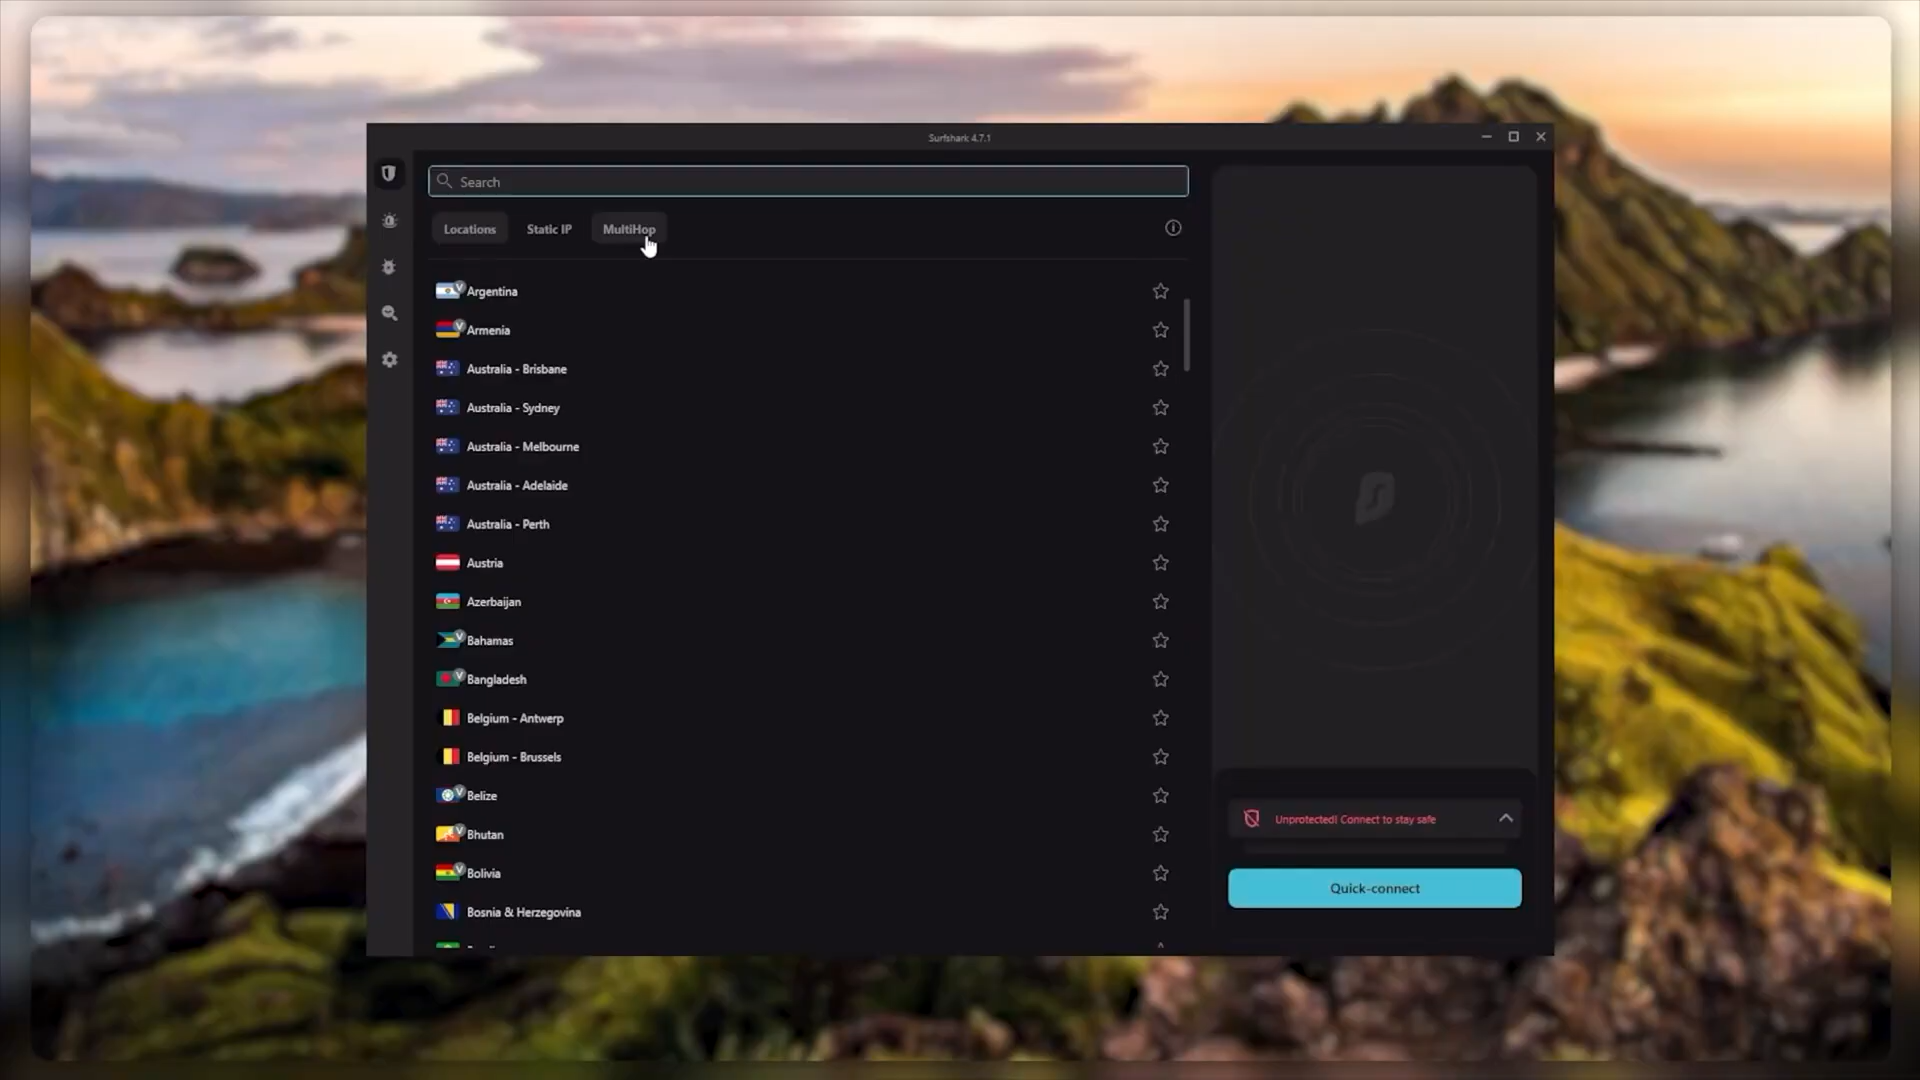 Surfshark 4.7.1
Search
Locations
Static IP
MultiHop
Argentina
Armenia
Australia - Brisbane
Australia - Sydney
Australia - Melbourne
Australia - Adelaide
Australia - Perth
Austria
Azerbaijan
Bahamas
Bangladesh
Belgium - Antwerp
Belgium - Brussels
Belize
Bhutan
Bolivia
Bosnia & Herzegovina
Unprotected! Connect to stay safe
Quick-connect